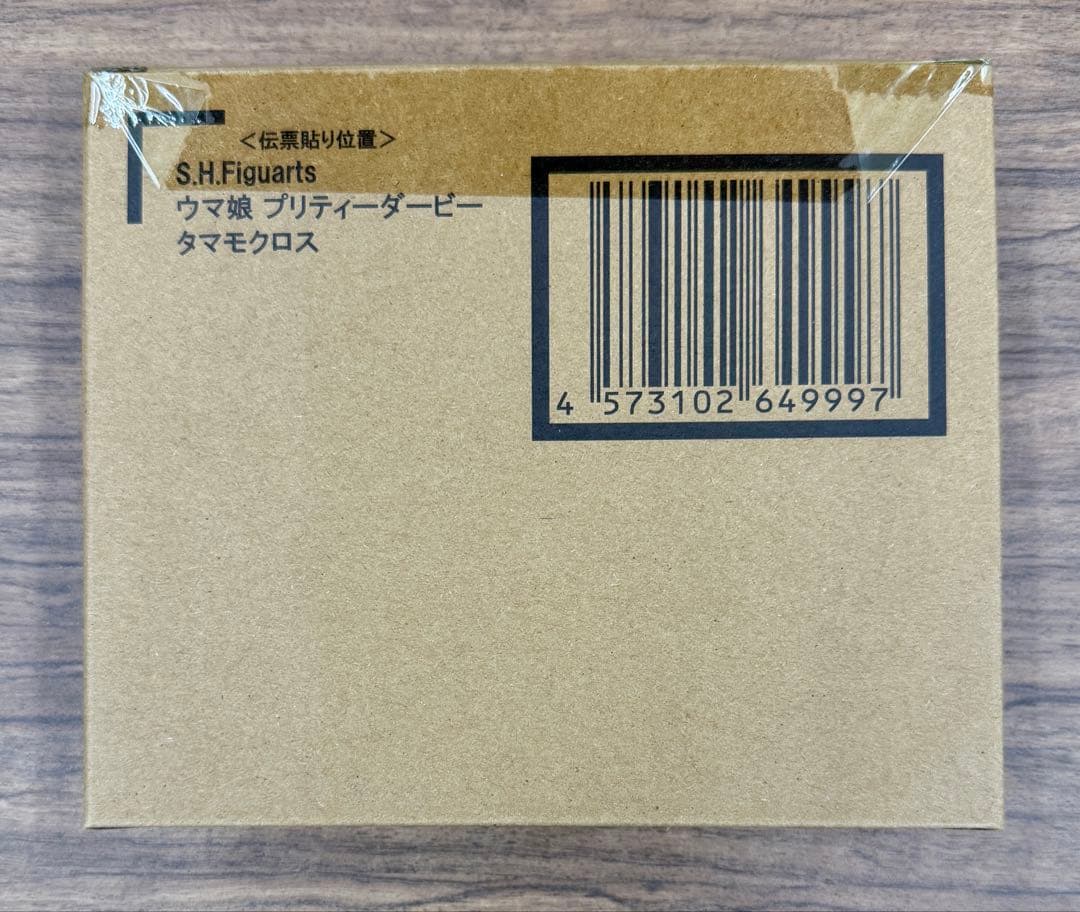 <伝票貼り位置>
S.H.Figuarts
ウマ娘 プリティーダービー
タマモクロス
4 573102 649997